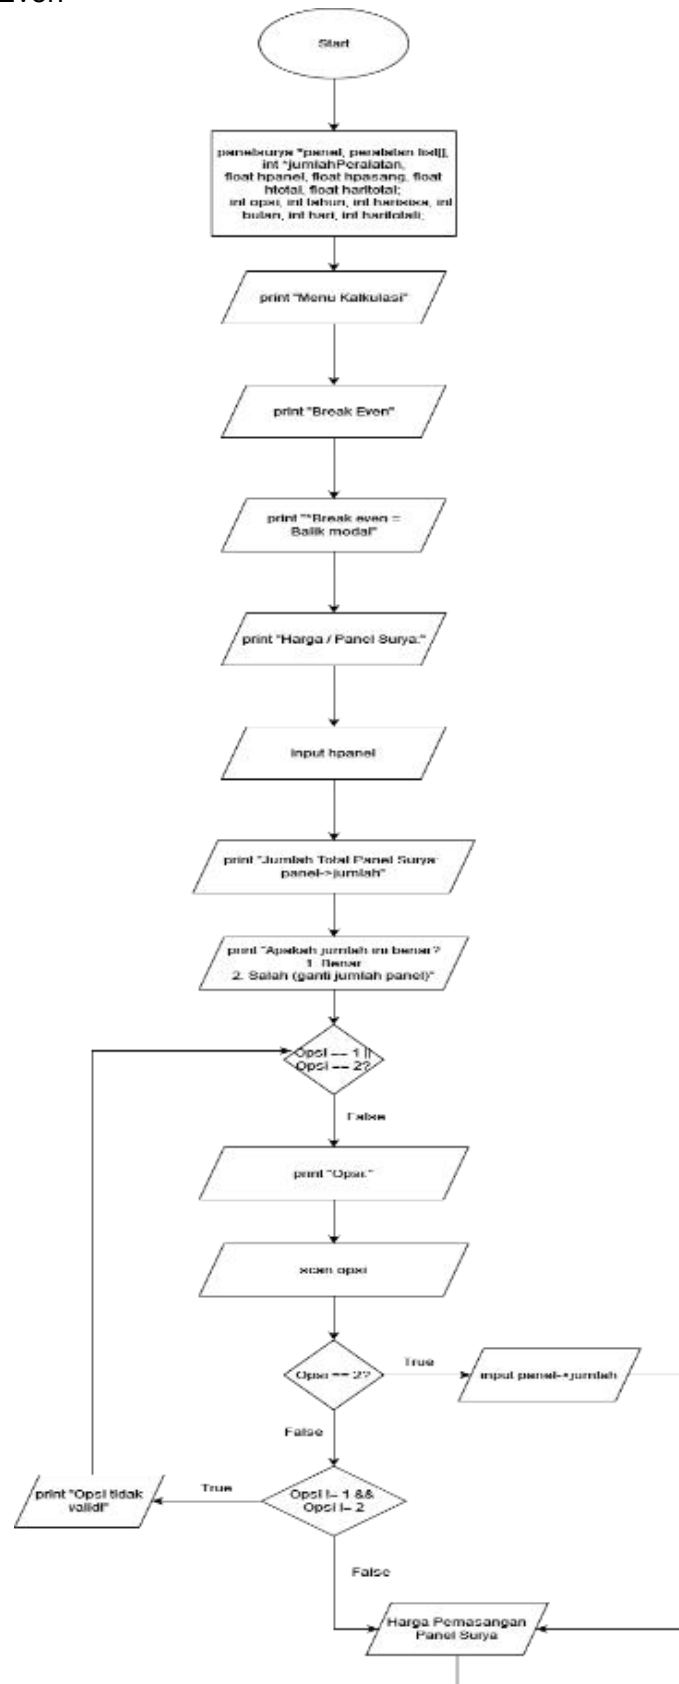 Even
Start
panelsurya *panel, peralatan list[],
int *jumlahPeralatan,
float hpanel, float hpasang, float
htotal, float haritotal;
int opsi, int tahun, int harisisa, int
bulan, int hari, int haritotali;
print "Menu Kalkulasi"
print "Break Even"
print "*Break even =
Balik modal"
print "Harga / Panel Surya:"
input hpanel
print "Jumlah Total Panel Surya:
panel->jumlah"
print "Apakah jumlah ini benar?
1. Benar
2. Salah (ganti jumlah panel)"
Opsi == 1 ||
Opsi == 2?
False
print "Opsi:"
scan opsi
Opsi == 2?
True
input panel->jumlah
False
Opsi != 1 &&
Opsi != 2
True
print "Opsi tidak
valid!"
False
Harga Pemasangan
Panel Surya